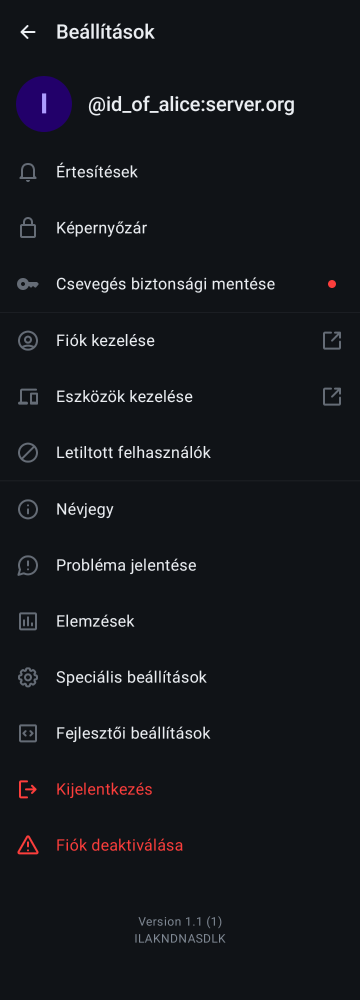 Beállítások
I
@id_of_alice:server.org
Értesítések
Képernyőzár
Csevegés biztonsági mentése
Fiók kezelése
Eszközök kezelése
Letiltott felhasználók
Névjegy
Probléma jelentése
Elemzések
Speciális beállítások
Fejlesztői beállítások
Kijelentkezés
Fiók deaktiválása
Version 1.1 (1)
ILAKNDNASDLK